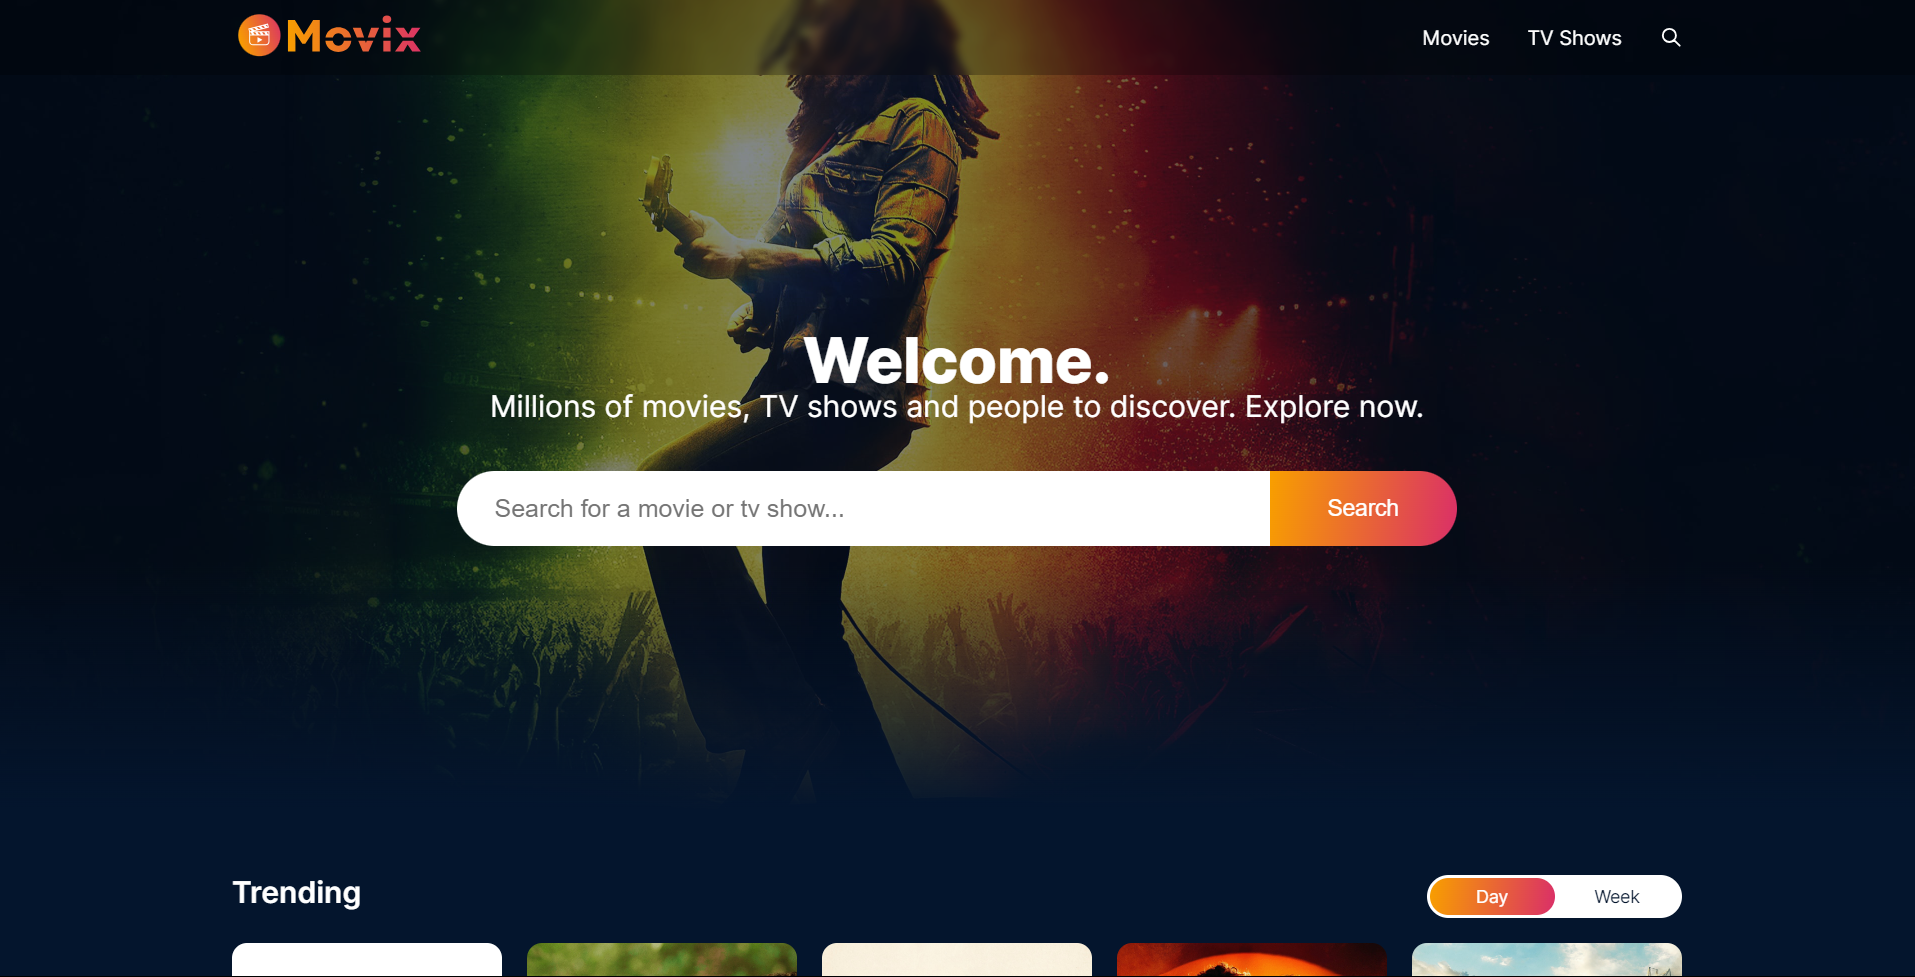 Movix
Movies
TV Shows
Welcome.
Millions of movies, TV shows and people to discover. Explore now.
Search for a movie or tv show...
Search
Trending
Day
Week